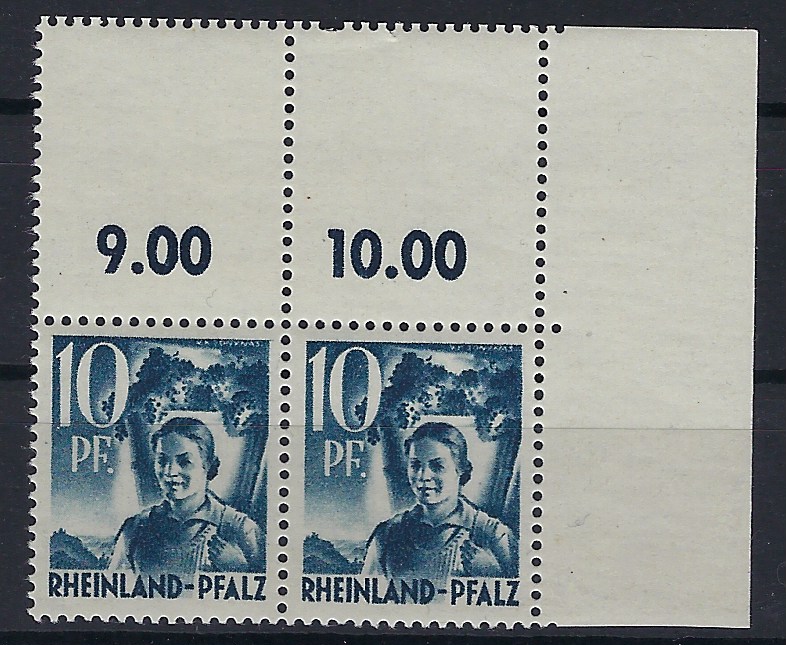 9.00 10.00
10 10
PF. PF.
RHEINLAND-PFALZ RHEINLAND-PFALZ